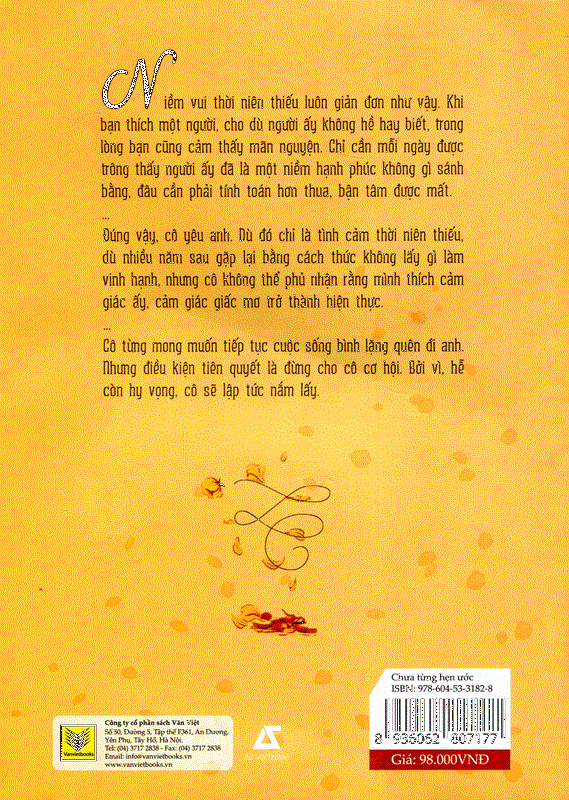 Niềm vui thời niên thiếu luôn giản đơn như vậy. Khi
bạn thích một người, cho dù người ấy không hề hay biết, trong
lòng bạn cũng cảm thấy mãn nguyện. Chỉ cần mỗi ngày được
trông thấy người ấy đã là một niềm hạnh phúc không gì sánh
bằng, đâu cần phải tính toán hơn thua, bận tâm được mất.
...
Đúng vậy, cô yêu anh. Dù đó chỉ là tình cảm thời niên thiếu,
dù nhiều năm sau gặp lại bằng cách thức không lấy gì làm
vinh hạnh, nhưng cô không thể phủ nhận rằng mình thích cảm
giác ấy, cảm giác giấc mơ trở thành hiện thực.
...
Cô từng mong muốn tiếp tục cuộc sống bình lặng quên đi anh.
Nhưng điều kiện tiên quyết là đừng cho cô cơ hội. Bởi vì, hễ
còn hy vọng, cô sẽ lập tức nắm lấy.
Công ty cổ phần sách Văn Việt
Số 50, Đường 5, Tập thể F361, An Dương,
Yên Phụ, Tây Hồ, Hà Nội.
Tel: (04) 3717 2838 - Fax: (04) 3717 2838
Email: info@vanvietbooks.vn
www.vanvietbooks.vn
Chưa từng hẹn ước
ISBN: 978-604-53-3182-8
8 936062 807177
Giá: 98.000VNĐ